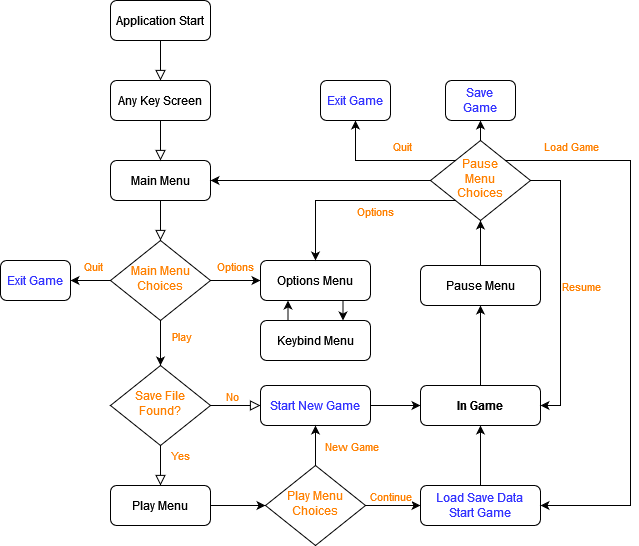 Application Start
Any Key Screen
Exit Game
Save
Game
Quit
Load Game
Main Menu
Pause
Menu
Choices
Options
Quit
Options
Exit Game
Main Menu
Choices
Options Menu
Pause Menu
Resume
Play
Keybind Menu
Save File
Found?
No
Start New Game
In Game
Yes
New Game
Play Menu
Play Menu
Choices
Continue
Load Save Data
Start Game